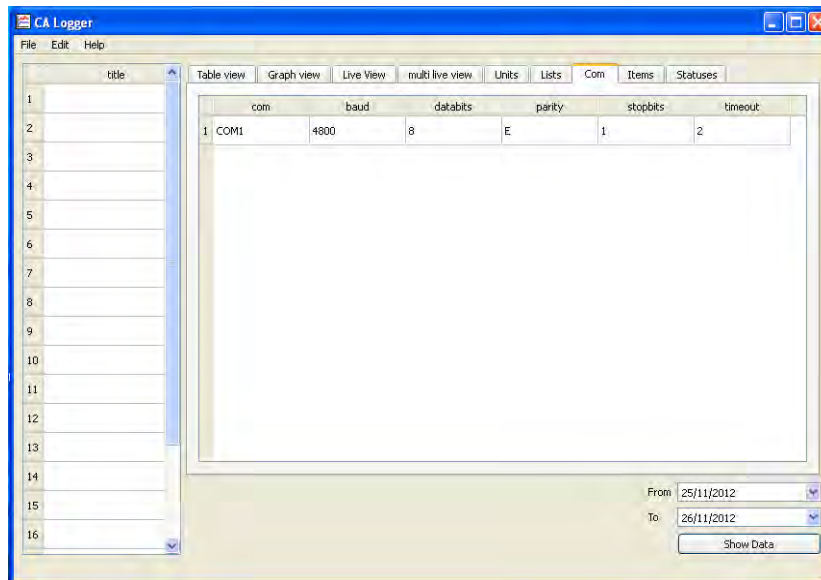 CA Logger
File Edit Help
title
1
2
3
4
5
6
7
8
9
10
11
12
13
14
15
16
Table view Graph view Live View multi live view Units Lists Com Items Statuses
com baud databits parity stopbits timeout
1 COM1 4800 8 E 1 2
From 25/11/2012
To 26/11/2012
Show Data